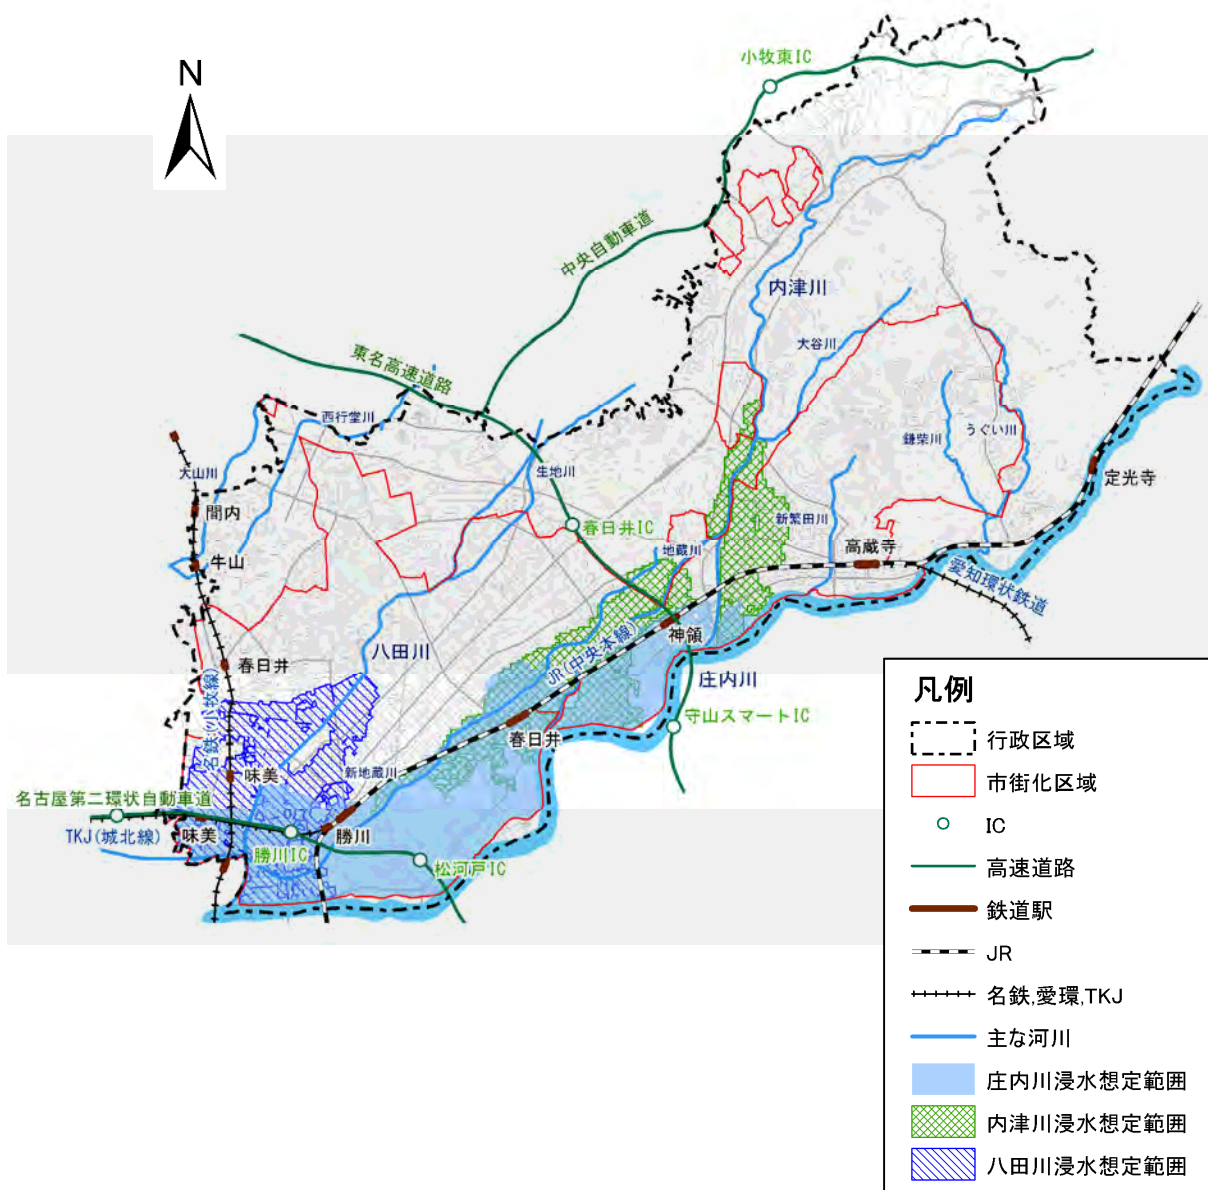 N
小牧東IC
中央自動車道
内津川
大谷川
東名高速道路
西行堂川
鎌柴川
うぐい川
大山川
生地川
定光寺
間内
春日井IC
新繁田川
牛山
地蔵川
高蔵寺
愛知環状鉄道
神領
JR(中央本線)
八田川
春日井
名鉄(小牧線)
庄内川
守山スマートIC
春日井
味美
新地蔵川
名古屋第二環状自動車道
TKJ(城北線)
味美
勝川
勝川IC
松河戸IC
凡例
行政区域
市街化区域
IC
高速道路
鉄道駅
JR
名鉄,愛環,TKJ
主な河川
庄内川浸水想定範囲
内津川浸水想定範囲
八田川浸水想定範囲